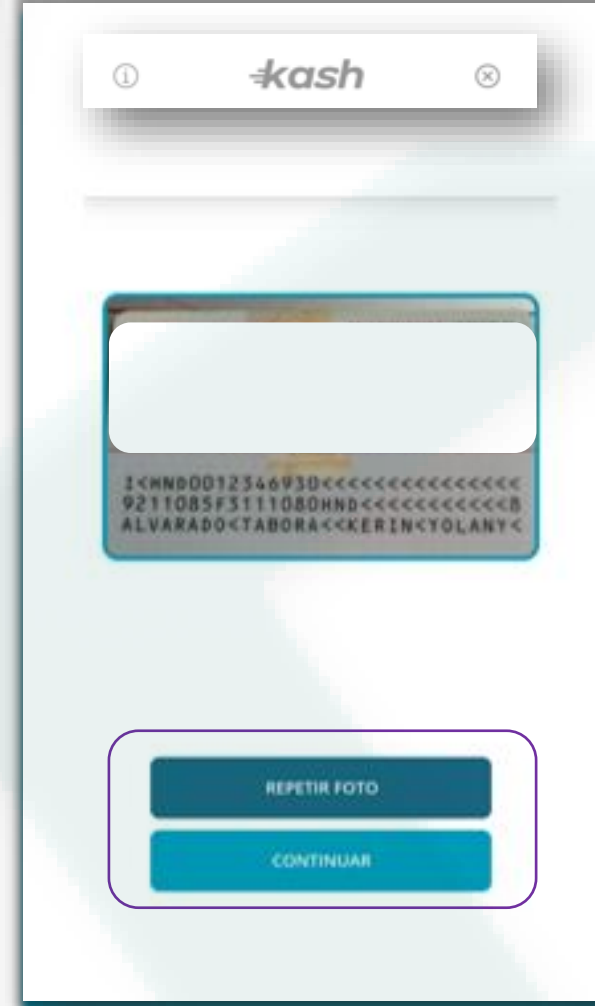 kash
I<HND0012346930<<<<<<<<<<<<<<<
9211085F3111080HND<<<<<<<<<<<8
ALVARADO<TABORA<<KERIN<YOLANY<
REPETIR FOTO
CONTINUAR